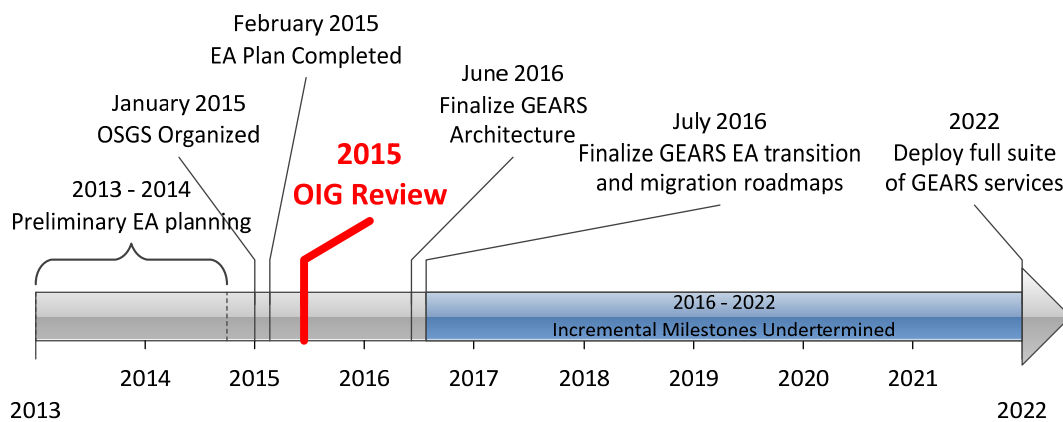 February 2015
EA Plan Completed
January 2015
OSGS Organized
2013 - 2014
Preliminary EA planning
2015
OIG Review
June 2016
Finalize GEARS
Architecture
July 2016
Finalize GEARS EA transition
and migration roadmaps
2022
Deploy full suite
of GEARS services
2016 - 2022
Incremental Milestones Undertermined
2014
2015
2016
2017
2018
2019
2020
2021
2013
2022